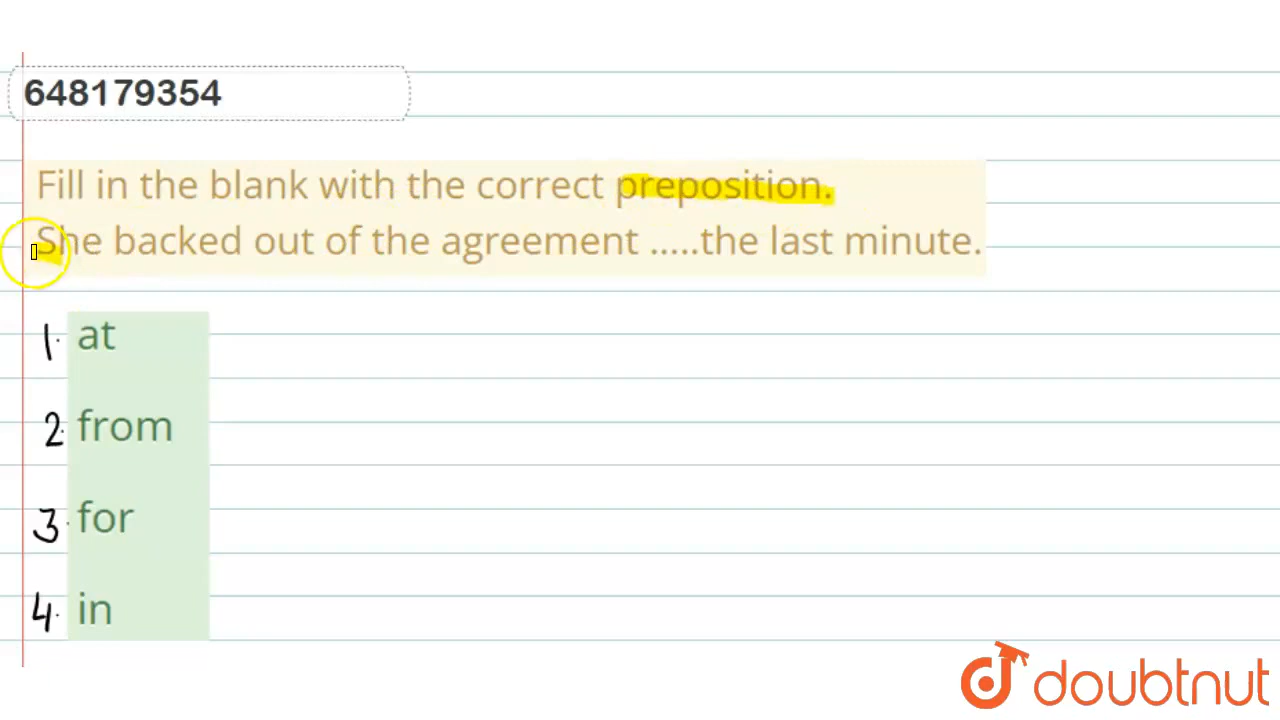 648179354
Fill in the blank with the correct preposition.
She backed out of the agreement .....the last minute.
1. at
2. from
3. for
4. in
doubtnut